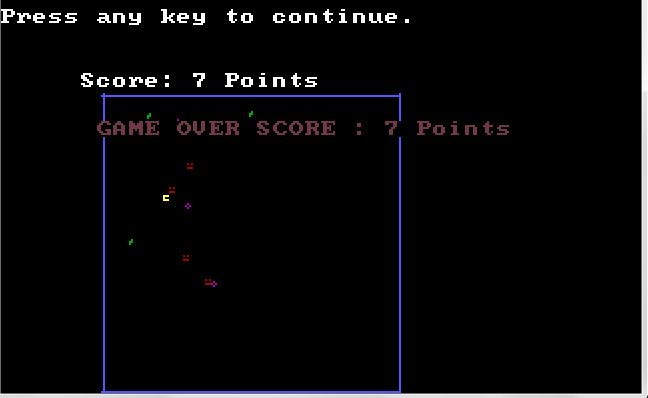 Press any key to continue.
Score: 7 Points
GAME OVER SCORE : 7 Points